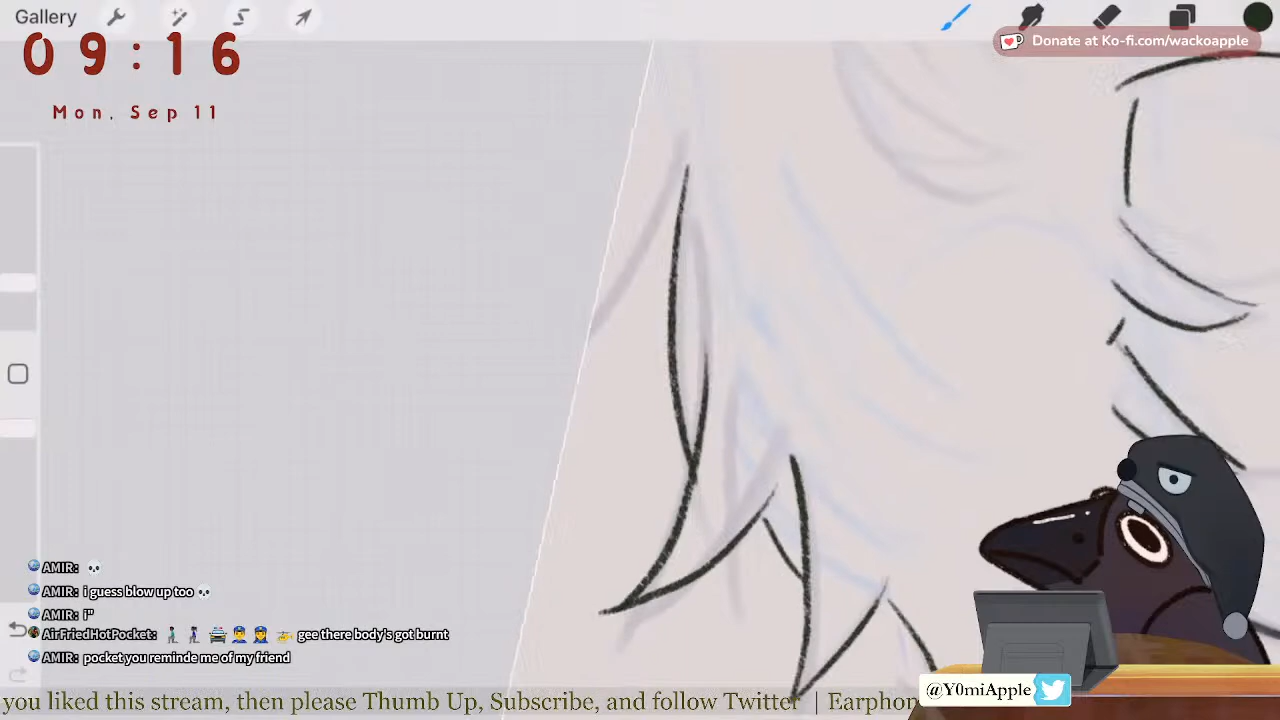 Gallery
09:16
Mon, Sep 11
Donate at Ko-fi.com/wackoapple
AMIR: 💀
AMIR: i guess blow up too 💀
AMIR: i"
AirFriedHotPocket: 🧍🏽‍♂️ 🧍🏽‍♀️ 🚔 👮 👮‍♀️ 🚁 gee there body's got burnt
AMIR: pocket you reminde me of my friend
@Y0miApple
you liked this stream, then please Thumb Up, Subscribe, and follow Twitter | Earphon